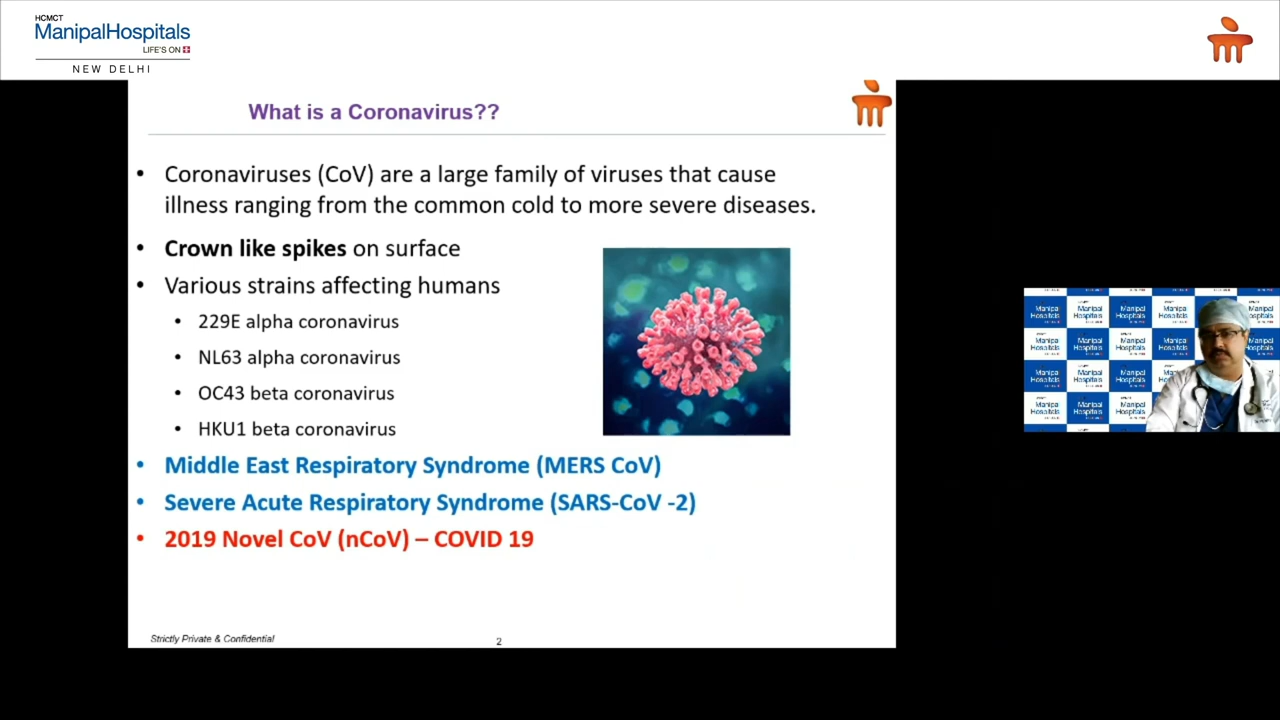 HCMCT
ManipalHospitals
LIFE'S ON
NEW DELHI
What is a Coronavirus??
• Coronaviruses (CoV) are a large family of viruses that cause
illness ranging from the common cold to more severe diseases.
• Crown like spikes on surface
• Various strains affecting humans
• 229E alpha coronavirus
• NL63 alpha coronavirus
• OC43 beta coronavirus
• HKU1 beta coronavirus
• Middle East Respiratory Syndrome (MERS CoV)
• Severe Acute Respiratory Syndrome (SARS-CoV -2)
• 2019 Novel CoV (nCoV) – COVID 19
Strictly Private & Confidential
2
Manipal
Hospitals